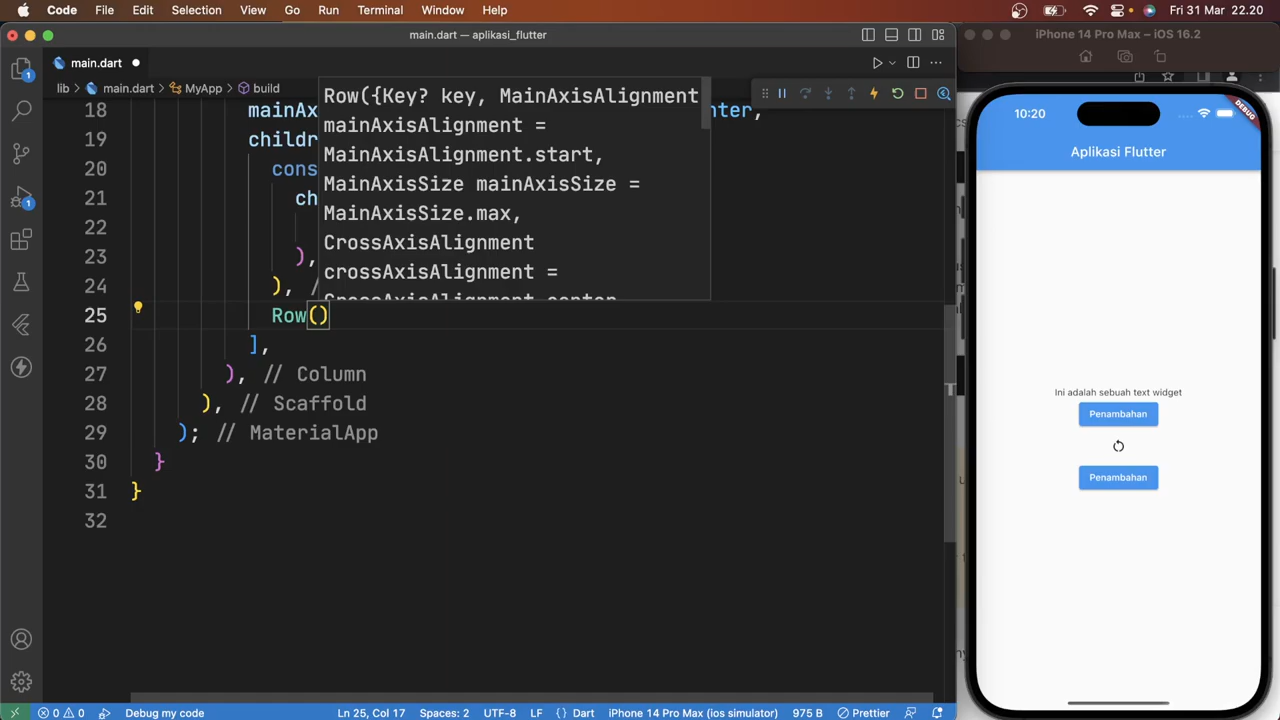 Code File Edit Selection View Go Run Terminal Window Help Fri 31 Mar 22.20
main.dart — aplikasi_flutter
iPhone 14 Pro Max – iOS 16.2
main.dart
lib > main.dart > MyApp > build
18 mainAx nter,
19 childr
20 cons
21 ch
22
23 ),
24 ), /
25 Row()
26 ],
27 ), // Column
28 ), // Scaffold
29 ); // MaterialApp
30 }
31 }
32
Row({Key? key, MainAxisAlignment
mainAxisAlignment =
MainAxisAlignment.start,
MainAxisSize mainAxisSize =
MainAxisSize.max,
CrossAxisAlignment
crossAxisAlignment =
CrossAxisAlignment.center,
1
1
10:20
DEBUG
Aplikasi Flutter
Ini adalah sebuah text widget
Penambahan
Penambahan
0 0 Debug my code Ln 25, Col 17 Spaces: 2 UTF-8 LF {} Dart iPhone 14 Pro Max (ios simulator) 975 B Prettier